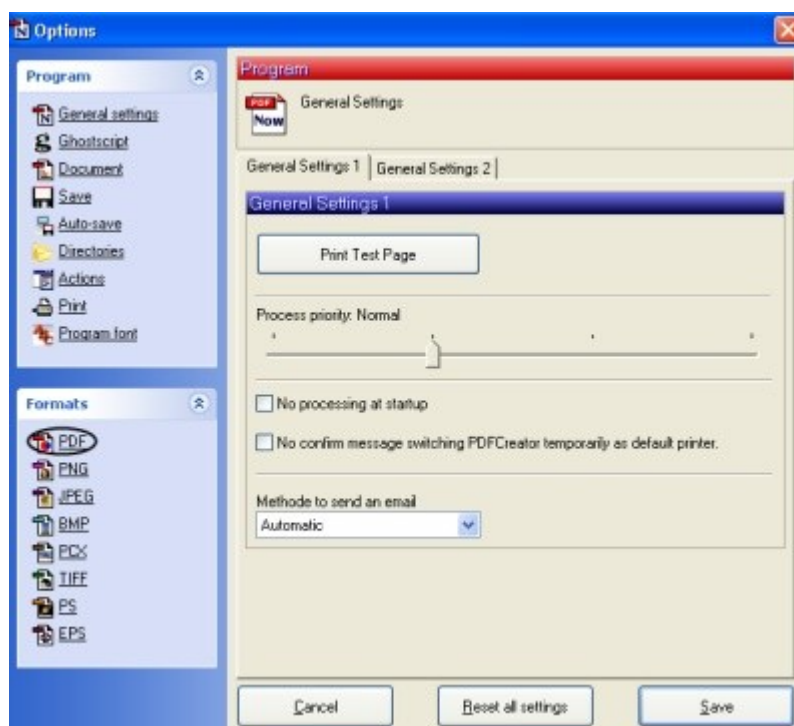 Options
Program
General settings
Ghostscript
Document
Save
Auto-save
Directories
Actions
Print
Program font
Formats
PDF
PNG
JPEG
BMP
PCX
TIFF
PS
EPS
Program
PDF
Now
General Settings
General Settings 1
General Settings 2
General Settings 1
Print Test Page
Process priority: Normal
No processing at startup
No confirm message switching PDFCreator temporarily as default printer.
Methode to send an email
Automatic
Cancel
Reset all settings
Save